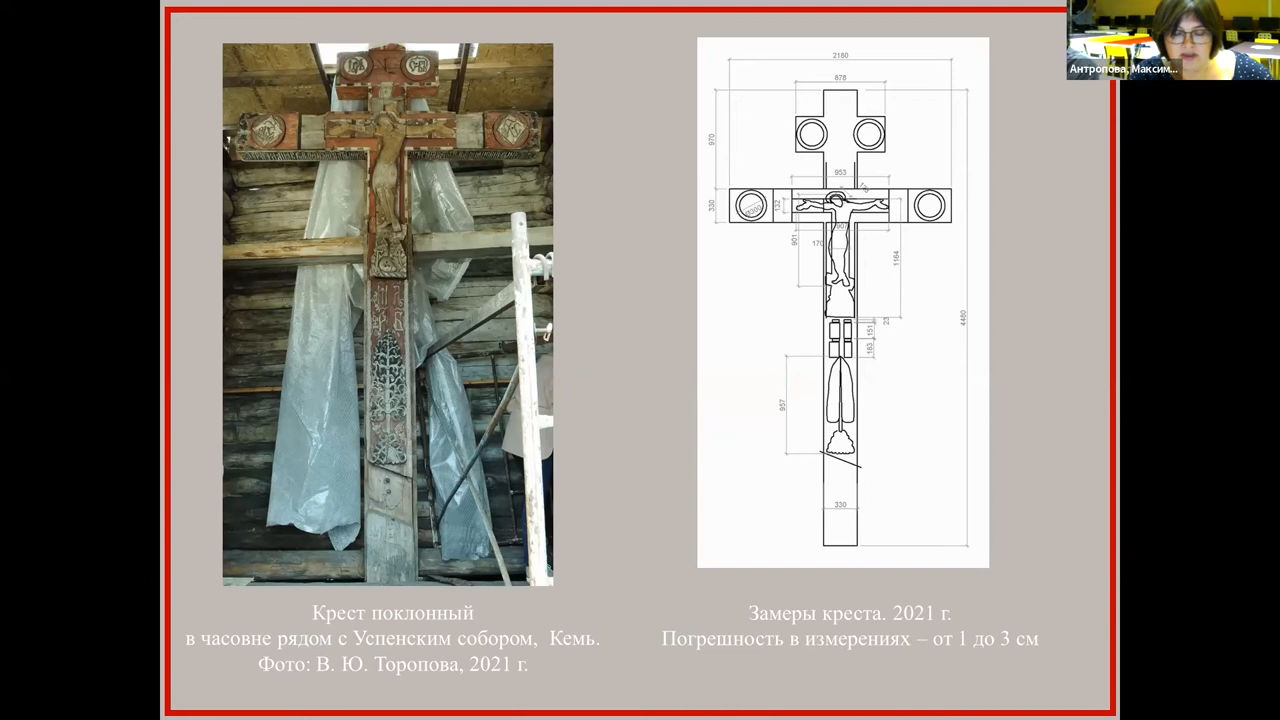 Антропова, Максим...
2180
878
970
953
330
132
170
901
1164
4480
23
151
183
957
330
Крест поклонный
в часовне рядом с Успенским собором, Кемь.
Фото: В. Ю. Торопова, 2021 г.
Замеры креста. 2021 г.
Погрешность в измерениях – от 1 до 3 см